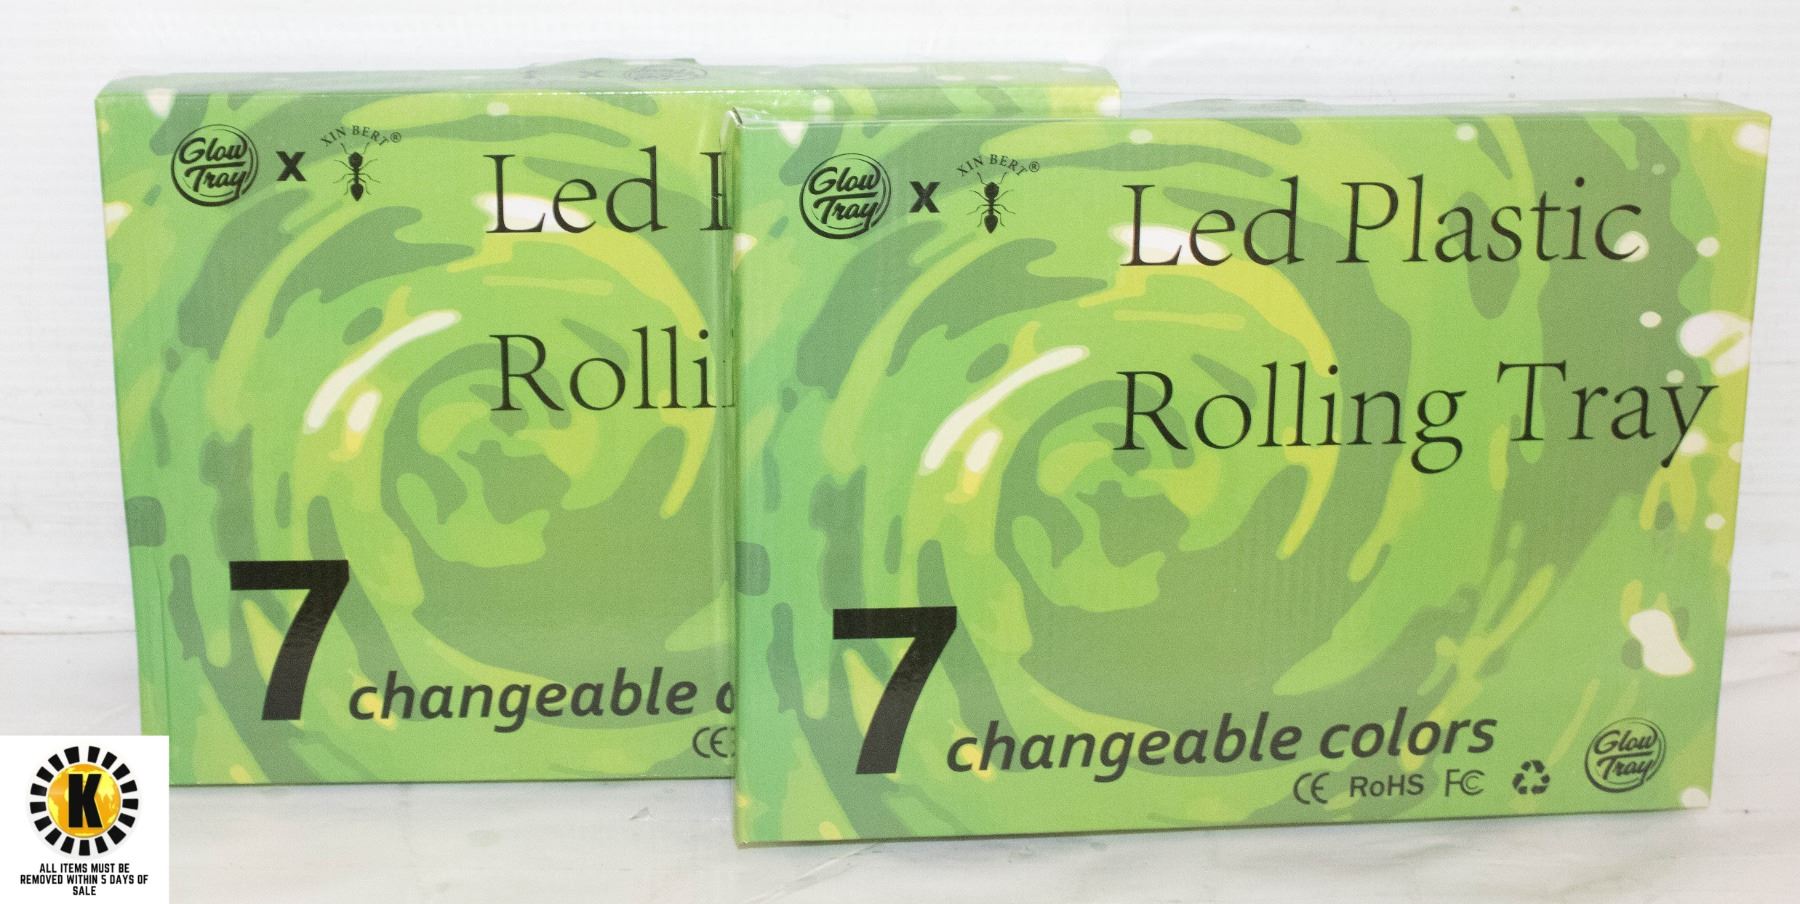 Glow Tray X XIN BERT®
Led
Rolli
7 changeable
CE
Glow Tray X XIN BERT®
Led Plastic
Rolling Tray
7 changeable colors
CE RoHS FC
Glow Tray
K
ALL ITEMS MUST BE
REMOVED WITHIN 5 DAYS OF
SALE